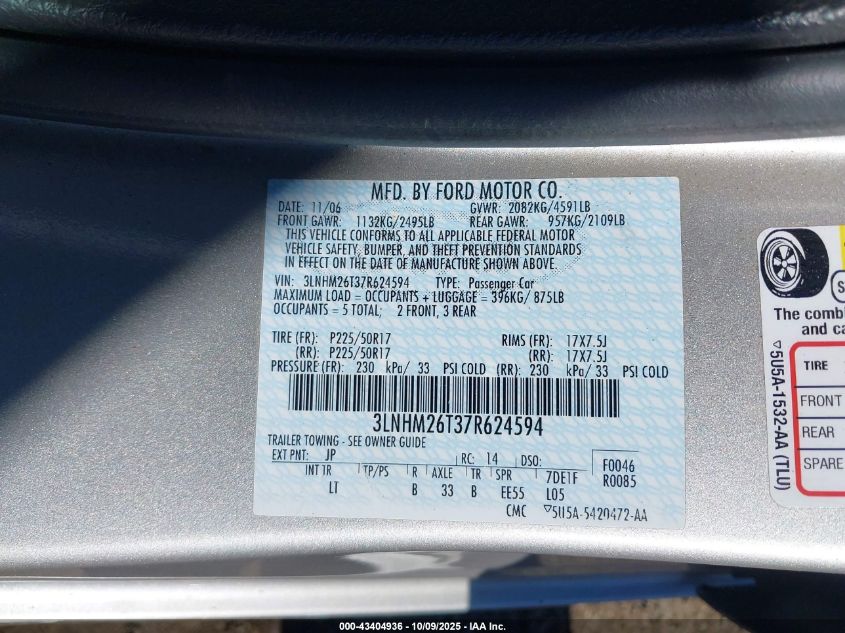 MFD. BY FORD MOTOR CO.
DATE: 11/06 GVWR: 2082KG/4591LB
FRONT GAWR: 1132KG/2495LB REAR GAWR: 957KG/2109LB
THIS VEHICLE CONFORMS TO ALL APPLICABLE FEDERAL MOTOR
VEHICLE SAFETY, BUMPER, AND THEFT PREVENTION STANDARDS
IN EFFECT ON THE DATE OF MANUFACTURE SHOWN ABOVE.
VIN: 3LNHM26T37R624594 TYPE: Passenger Car
MAXIMUM LOAD = OCCUPANTS + LUGGAGE = 396KG/ 875LB
OCCUPANTS = 5 TOTAL; 2 FRONT, 3 REAR
TIRE (FR): P225/50R17 RIMS (FR): 17X7.5J
(RR): P225/50R17 (RR): 17X7.5J
PRESSURE (FR): 230 kPa/ 33 PSI COLD (RR): 230 kPa/ 33 PSI COLD
3LNHM26T37R624594
TRAILER TOWING - SEE OWNER GUIDE
EXT PNT: JP RC: 14 DSO: F0046
INT TR TP/PS R AXLE TR SPR 7DE1F R0085
LT B 33 B EE55 L05
CMC ▽5U5A-5420472-AA
The comb
and ca
TIRE
FRONT
REAR
SPARE
▽5U5A-1532-AA (TLU)
000-43404936 - 10/09/2025 - IAA Inc.